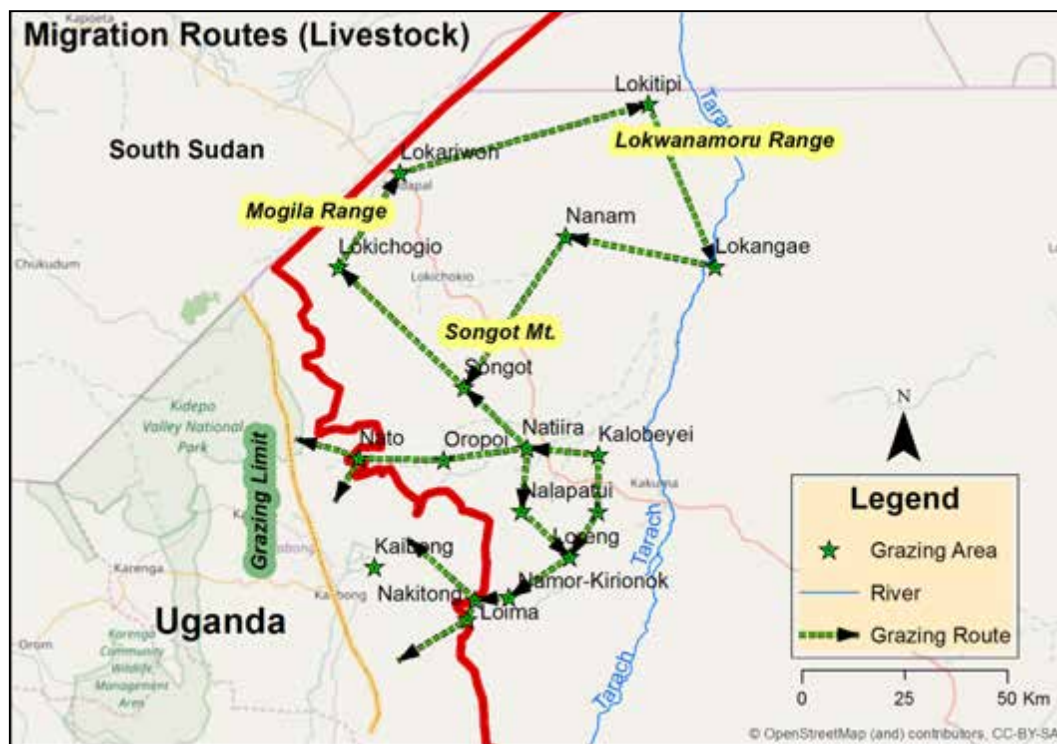 Migration Routes (Livestock)
Kapoeta
Lokitipi
Tarach
South Sudan
Lokwanamoru Range
Lokariwon
Mogila Range
Nanam
Lokichogio
Lokangae
Chukudum
Lokichokio
Songot Mt.
Songot
Kidepo
Valley National
Park
Grazing Limit
Nato
Oropoi
Natiira
Kalobeyei
N
Kakuma
Nalapatui
Legend
Loreng
Grazing Area
Kaibong
Karenga
Namor-Kirionok
Nakitong
Tarach
River
Uganda
Loima
Grazing Route
Orom
Karenga
Community
Wildlife
Management
Area
Tarach
0 25 50 Km
© OpenStreetMap (and) contributors, CC-BY-SA